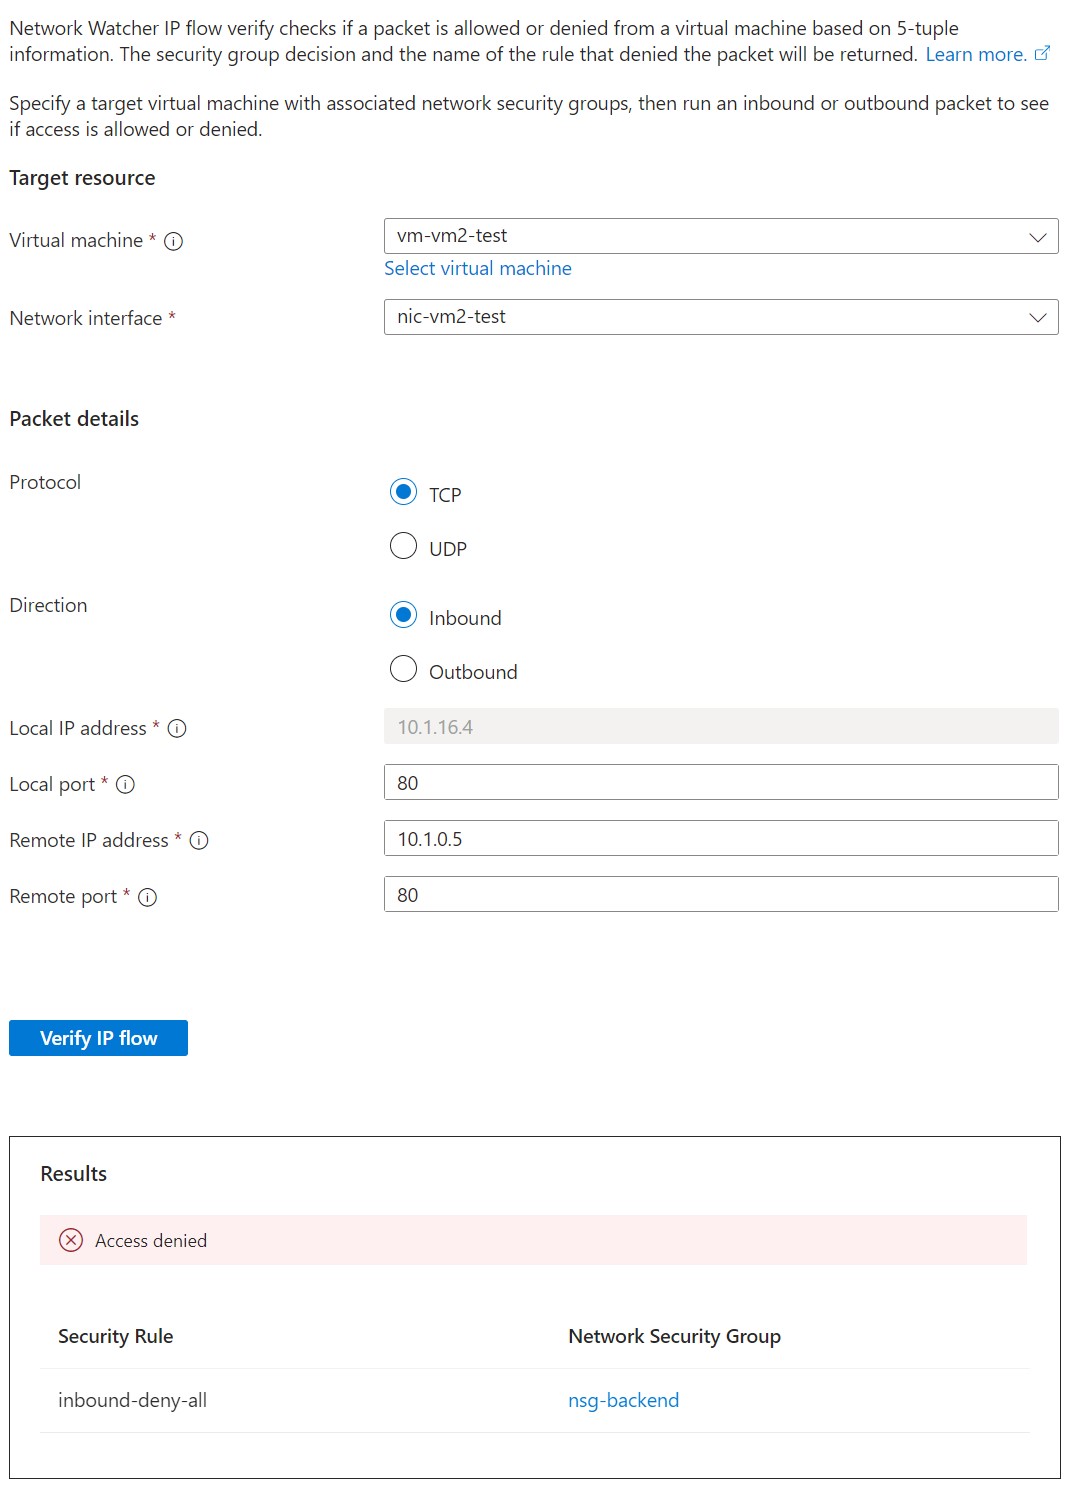 Network Watcher IP flow verify checks if a packet is allowed or denied from a virtual machine based on 5-tuple
information. The security group decision and the name of the rule that denied the packet will be returned. Learn more.
Specify a target virtual machine with associated network security groups, then run an inbound or outbound packet to see
if access is allowed or denied.
Target resource
Virtual machine *
vm-vm2-test
Select virtual machine
Network interface *
nic-vm2-test
Packet details
Protocol
TCP
UDP
Direction
Inbound
Outbound
Local IP address *
10.1.16.4
Local port *
80
Remote IP address *
10.1.0.5
Remote port *
80
Verify IP flow
Results
Access denied
Security Rule Network Security Group
inbound-deny-all nsg-backend